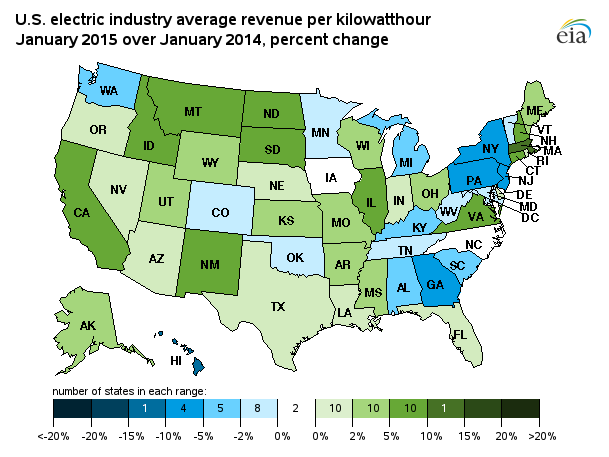 U.S. electric industry average revenue per kilowatthour
January 2015 over January 2014, percent change
eia
WA
MT
ND
MN
ME
OR
ID
SD
WI
MI
NY
VT
NH
MA
RI
CT
NJ
WY
IA
PA
NE
NV
UT
CO
IL
IN
OH
WV
VA
DE
MD
DC
CA
KS
MO
KY
NC
TN
AZ
NM
OK
AR
SC
MS
AL
GA
TX
LA
FL
AK
HI
number of states in each range:
1 4 5 8 2 10 10 10 1
<-20% -20% -15% -10% -5% -2% 0% 0% 2% 5% 10% 15% 20% >20%